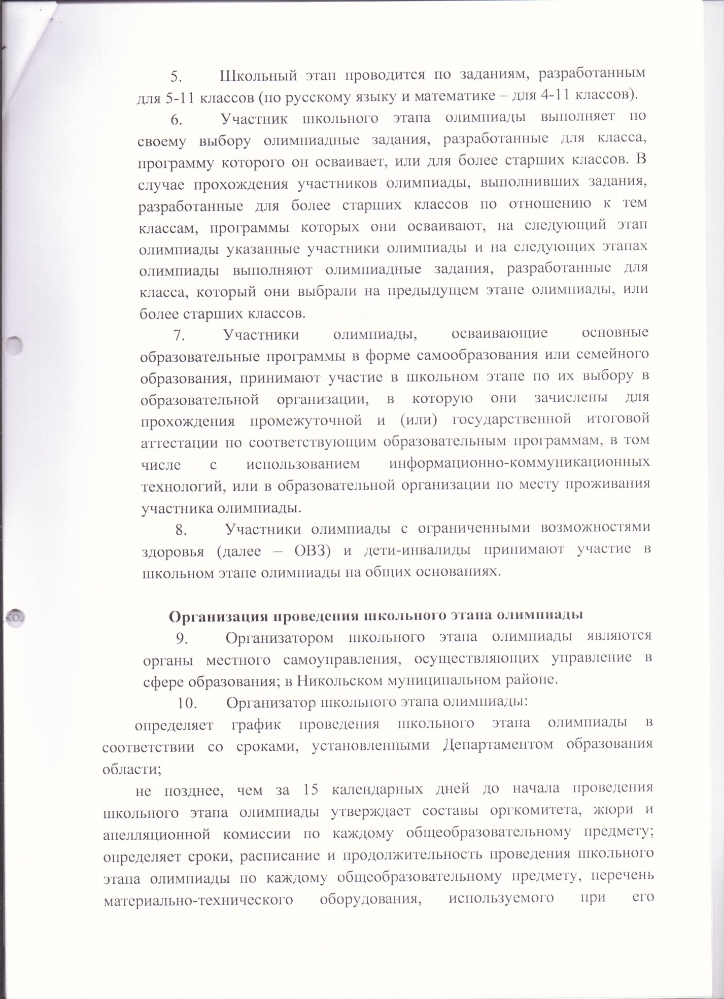 5. Школьный этап проводится по заданиям, разработанным
для 5-11 классов (по русскому языку и математике – для 4-11 классов).
6. Участник школьного этапа олимпиады выполняет по
своему выбору олимпиадные задания, разработанные для класса,
программу которого он осваивает, или для более старших классов. В
случае прохождения участников олимпиады, выполнивших задания,
разработанные для более старших классов по отношению к тем
классам, программы которых они осваивают, на следующий этап
олимпиады указанные участники олимпиады и на следующих этапах
олимпиады выполняют олимпиадные задания, разработанные для
класса, который они выбрали на предыдущем этапе олимпиады, или
более старших классов.
7. Участники олимпиады, осваивающие основные
образовательные программы в форме самообразования или семейного
образования, принимают участие в школьном этапе по их выбору в
образовательной организации, в которую они зачислены для
прохождения промежуточной и (или) государственной итоговой
аттестации по соответствующим образовательным программам, в том
числе с использованием информационно-коммуникационных
технологий, или в образовательной организации по месту проживания
участника олимпиады.
8. Участники олимпиады с ограниченными возможностями
здоровья (далее – ОВЗ) и дети-инвалиды принимают участие в
школьном этапе олимпиады на общих основаниях.
Организация проведения школьного этапа олимпиады
9. Организатором школьного этапа олимпиады являются
органы местного самоуправления, осуществляющих управление в
сфере образования; в Никольском муниципальном районе.
10. Организатор школьного этапа олимпиады:
определяет график проведения школьного этапа олимпиады в
соответствии со сроками, установленными Департаментом образования
области;
не позднее, чем за 15 календарных дней до начала проведения
школьного этапа олимпиады утверждает составы оргкомитета, жюри и
апелляционной комиссии по каждому общеобразовательному предмету;
определяет сроки, расписание и продолжительность проведения школьного
этапа олимпиады по каждому общеобразовательному предмету, перечень
материально-технического оборудования, используемого при его